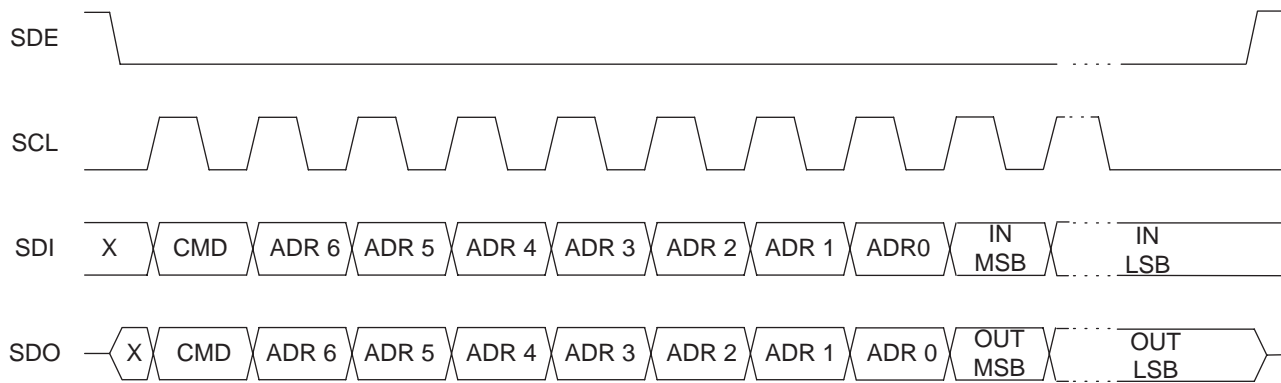 SDE
SCL
SDI X CMD ADR 6 ADR 5 ADR 4 ADR 3 ADR 2 ADR 1 ADR0 IN MSB IN LSB
SDO X CMD ADR 6 ADR 5 ADR 4 ADR 3 ADR 2 ADR 1 ADR 0 OUT MSB OUT LSB